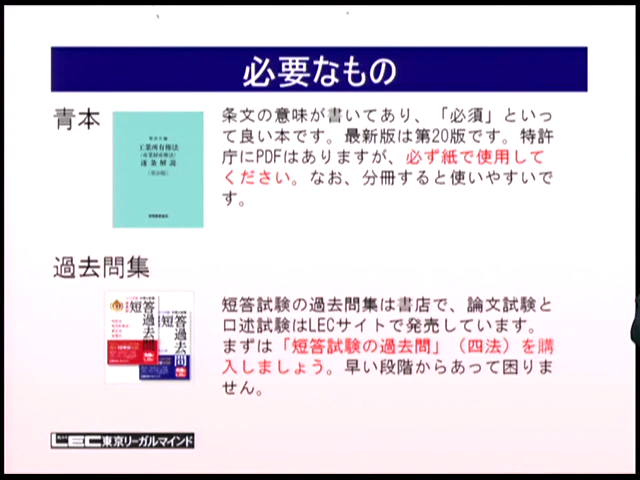 必要なもの
青本
条文の意味が書いてあり、「必須」といっ
て良い本です。最新版は第20版です。特許
庁にPDFはありますが、必ず紙で使用して
ください。なお、分冊すると使いやすいで
す。
工業所有権法
逐条解説
過去問集
短答試験の過去問集は書店で、論文試験と
口述試験はLECサイトで発売しています。
まずは「短答試験の過去問」（四法）を購
入しましょう。早い段階からあって困りま
せん。
短答過去問
短答過去問
LEC東京リーガルマインド